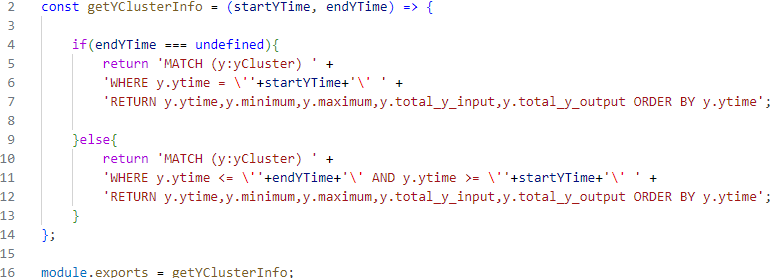 2 const getYClusterInfo = (startYTime, endYTime) => {
3
4 if(endYTime === undefined){
5 return 'MATCH (y:yCluster) ' +
6 'WHERE y.ytime = \''+startYTime+'\' ' +
7 'RETURN y.ytime,y.minimum,y.maximum,y.total_y_input,y.total_y_output ORDER BY y.ytime';
8
9 }else{
10 return 'MATCH (y:yCluster) ' +
11 'WHERE y.ytime <= \''+endYTime+'\' AND y.ytime >= \''+startYTime+'\' ' +
12 'RETURN y.ytime,y.minimum,y.maximum,y.total_y_input,y.total_y_output ORDER BY y.ytime';
13 }
14 };
15
16 module.exports = getYClusterInfo;